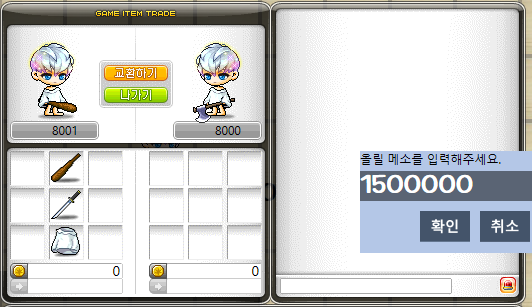 GAME ITEM TRADE
교환하기
나가기
8001
8000
올릴 메소를 입력해주세요.
1500000
확인 취소
0
0